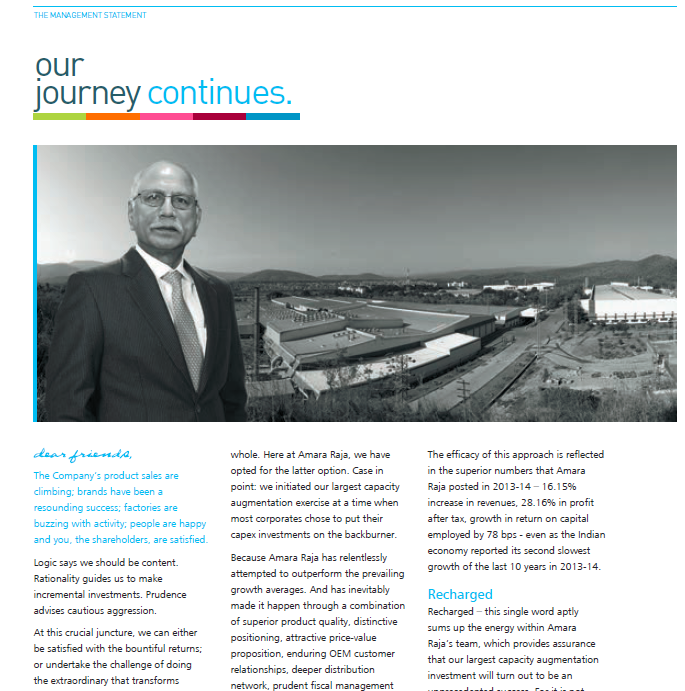 THE MANAGEMENT STATEMENT
our
journey continues.
dear friends,
The Company's product sales are
climbing; brands have been a
resounding success; factories are
buzzing with activity; people are happy
and you, the shareholders, are satisfied.
Logic says we should be content.
Rationality guides us to make
incremental investments. Prudence
advises cautious aggression.
At this crucial juncture, we can either
be satisfied with the bountiful returns;
or undertake the challenge of doing
the extraordinary that transforms
whole. Here at Amara Raja, we have
opted for the latter option. Case in
point: we initiated our largest capacity
augmentation exercise at a time when
most corporates chose to put their
capex investments on the backburner.
Because Amara Raja has relentlessly
attempted to outperform the prevailing
growth averages. And has inevitably
made it happen through a combination
of superior product quality, distinctive
positioning, attractive price-value
proposition, enduring OEM customer
relationships, deeper distribution
network, prudent fiscal management
The efficacy of this approach is reflected
in the superior numbers that Amara
Raja posted in 2013-14 – 16.15%
increase in revenues, 28.16% in profit
after tax, growth in return on capital
employed by 78 bps - even as the Indian
economy reported its second slowest
growth of the last 10 years in 2013-14.
Recharged
Recharged – this single word aptly
sums up the energy within Amara
Raja's team, which provides assurance
that our largest capacity augmentation
investment will turn out to be an